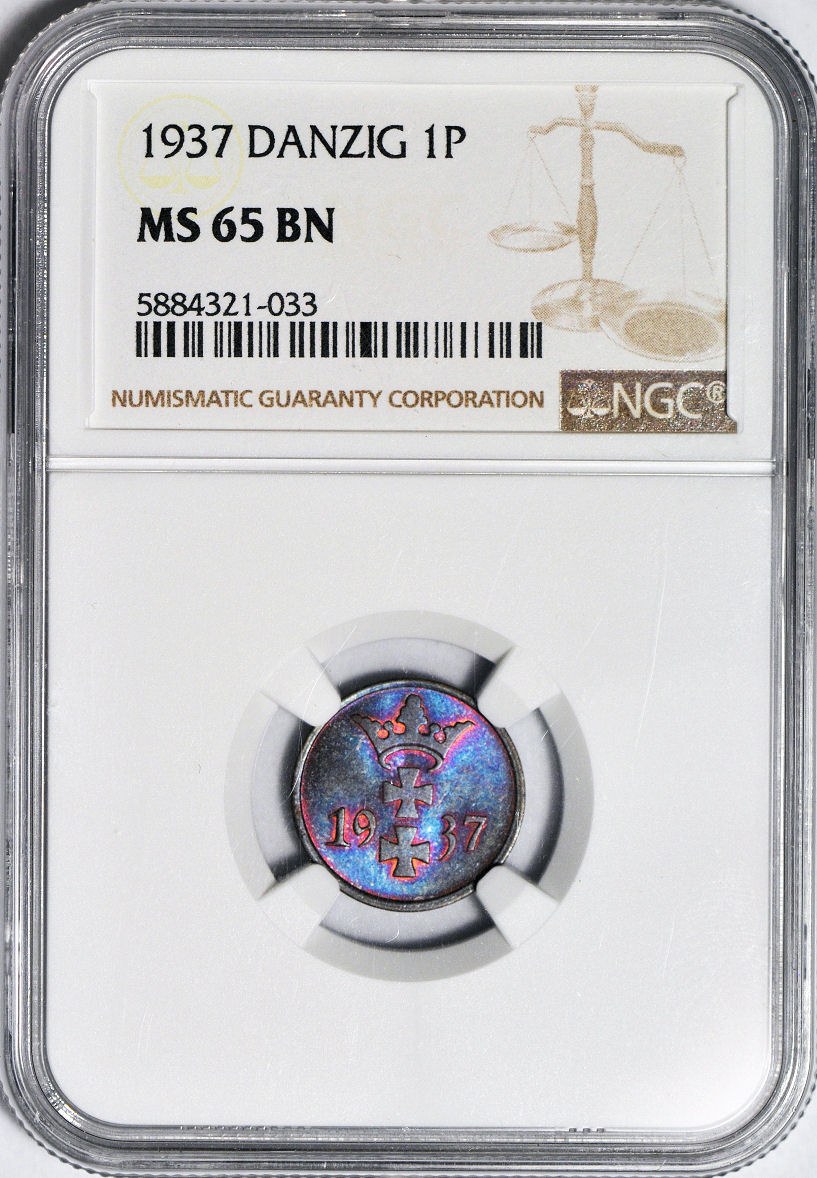 1937 DANZIG 1P
MS 65 BN
5884321-033
NUMISMATIC GUARANTY CORPORATION
NGC®
19 37